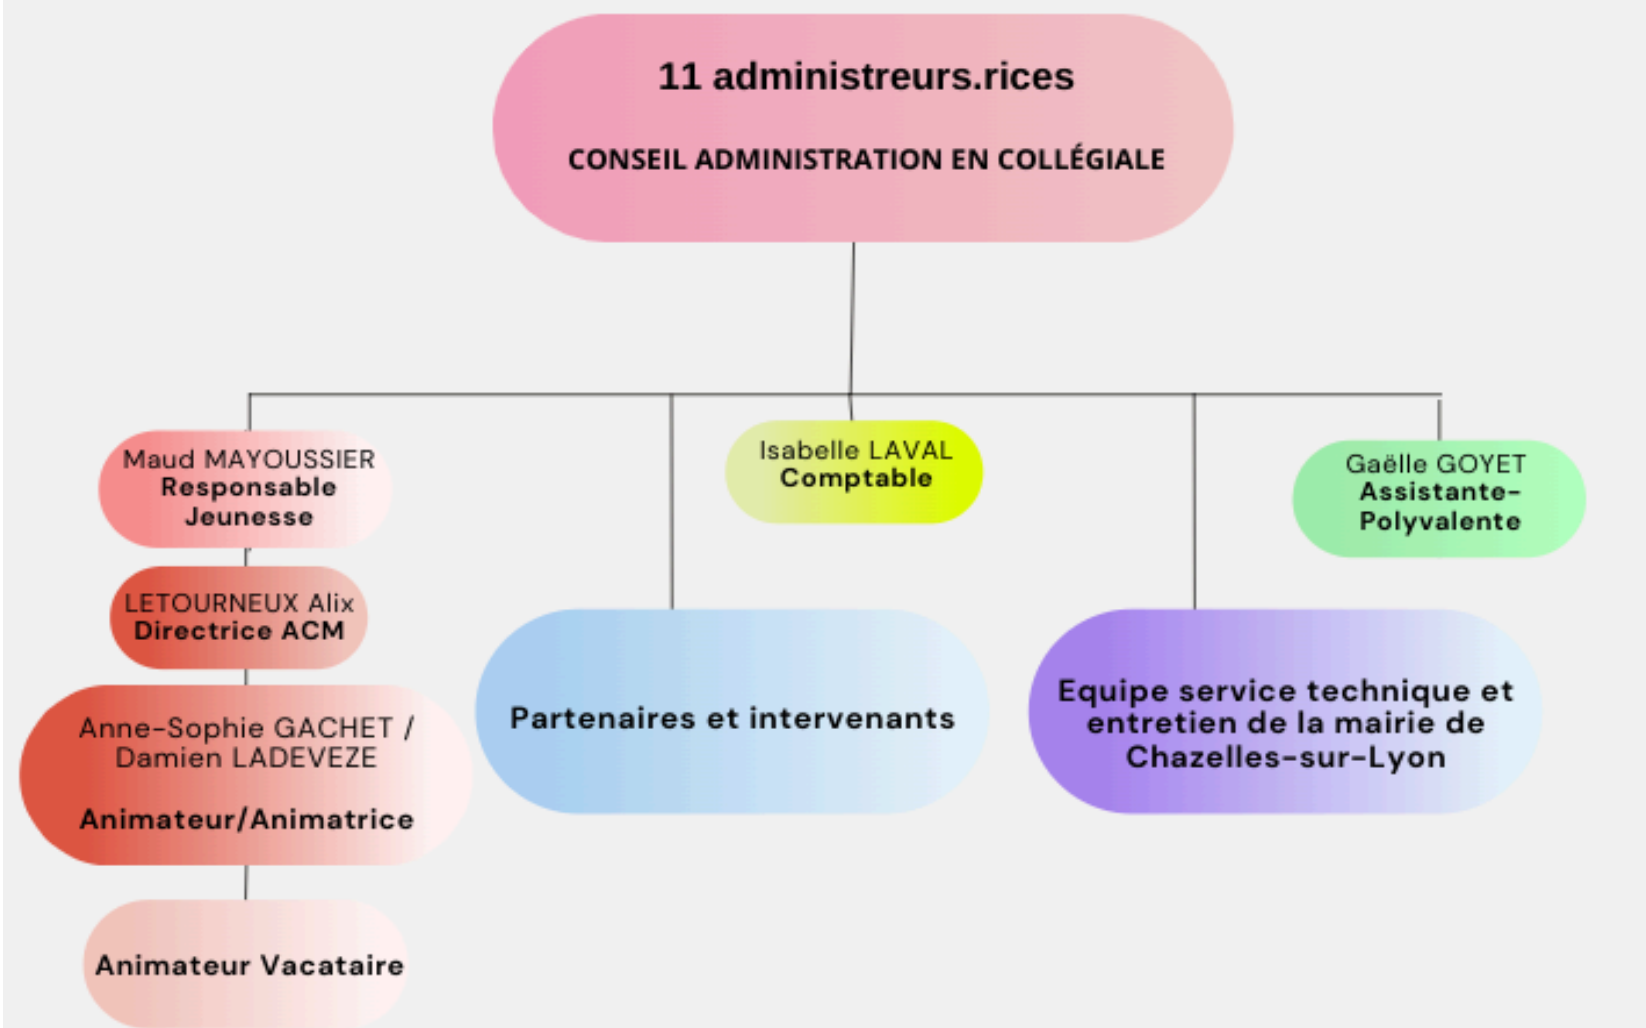 11 administreurs.rices
CONSEIL ADMINISTRATION EN COLLÉGIALE
Maud MAYOUSSIER
Responsable
Jeunesse
Isabelle LAVAL
Comptable
Gaëlle GOYET
Assistante-
Polyvalente
LETOURNEUX Alix
Directrice ACM
Anne-Sophie GACHET /
Damien LADEVEZE
Animateur/Animatrice
Partenaires et intervenants
Equipe service technique et
entretien de la mairie de
Chazelles-sur-Lyon
Animateur Vacataire